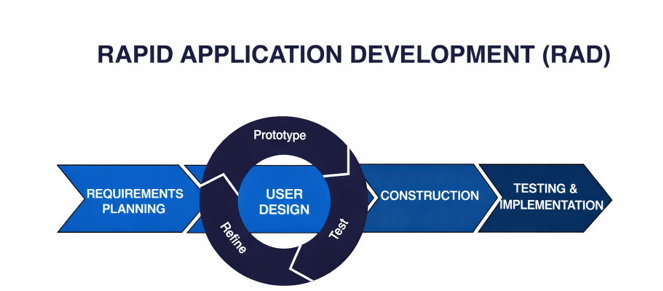 RAPID APPLICATION DEVELOPMENT (RAD)
Prototype
REQUIREMENTS
PLANNING
USER
DESIGN
CONSTRUCTION
TESTING &
IMPLEMENTATION
Refine
Test